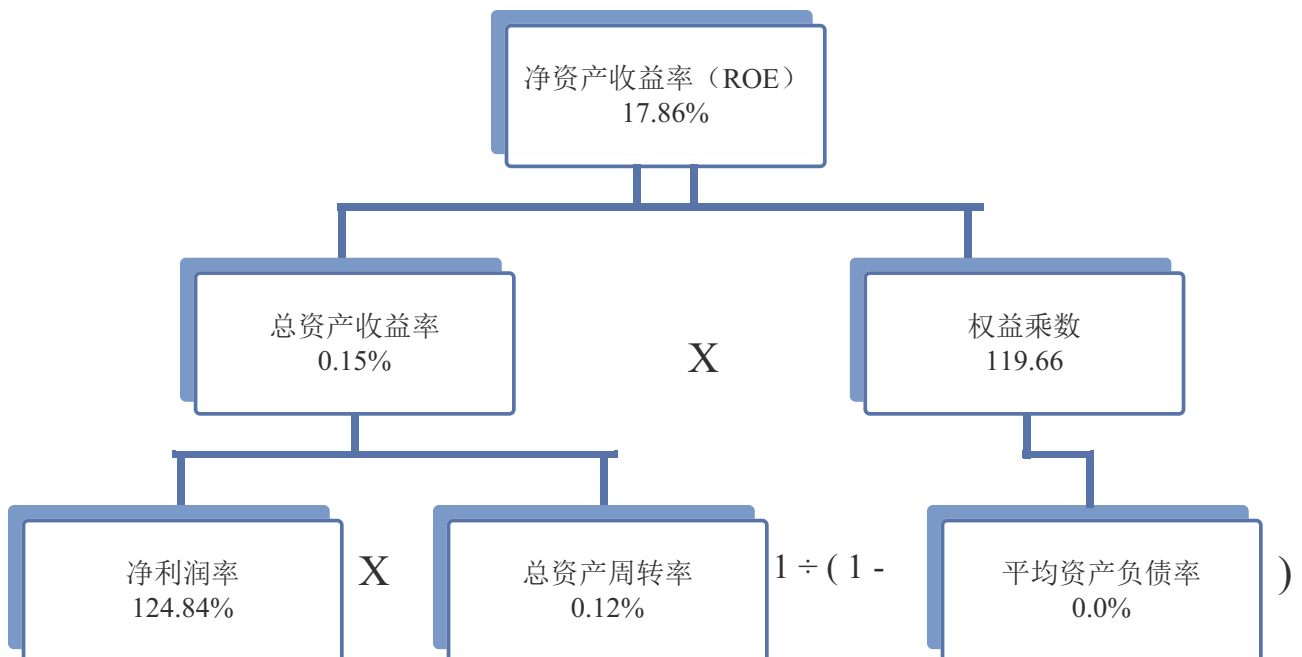 净资产收益率（ROE）
17.86%
总资产收益率
0.15%
X
权益乘数
119.66
净利润率
124.84%
X
总资产周转率
0.12%
1 ÷ ( 1 -
平均资产负债率
0.0%
)